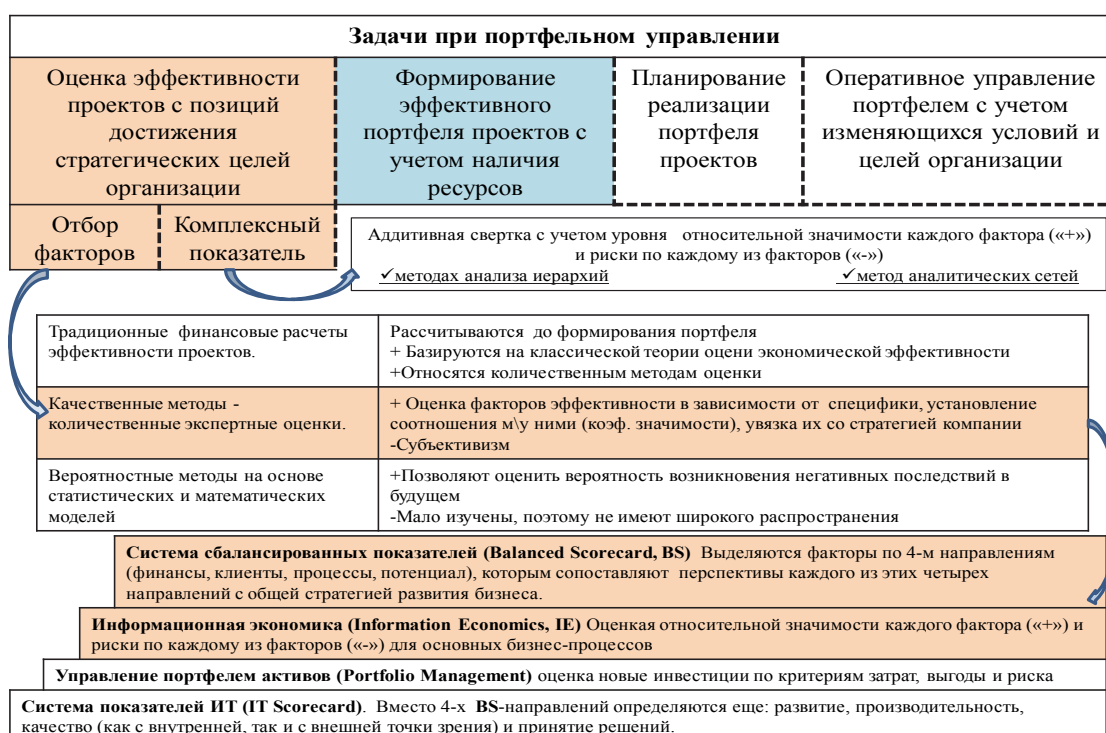 Задачи при портфельном управлении
Оценка эффективности
проектов с позиций
достижения
стратегических целей
организации
Формирование
эффективного
портфеля проектов с
учетом наличия
ресурсов
Планирование
реализации
портфеля
проектов
Оперативное управление
портфелем с учетом
изменяющихся условий и
целей организации
Отбор
факторов
Комплексный
показатель
Аддитивная свертка с учетом уровня относительной значимости каждого фактора («+»)
и риски по каждому из факторов («-»)
✓методах анализа иерархий
✓метод аналитических сетей
Традиционные финансовые расчеты
эффективности проектов.
Рассчитываются до формирования портфеля
+ Базируются на классической теории оцени экономической эффективности
+Относятся количественным методам оценки
Качественные методы -
количественные экспертные оценки.
+ Оценка факторов эффективности в зависимости от специфики, установление
соотношения м\у ними (коэф. значимости), увязка их со стратегией компании
-Субъективизм
Вероятностные методы на основе
статистических и математических
моделей
+Позволяют оценить вероятность возникновения негативных последствий в
будущем
-Мало изучены, поэтому не имеют широкого распространения
Система сбалансированных показателей (Balanced Scorecard, BS) Выделяются факторы по 4-м направлениям
(финансы, клиенты, процессы, потенциал), которым сопоставляют перспективы каждого из этих четырех
направлений с общей стратегией развития бизнеса.
Информационная экономика (Information Economics, IE) Оценкая относительной значимости каждого фактора («+») и
риски по каждому из факторов («-») для основных бизнес-процессов
Управление портфелем активов (Portfolio Management) оценка новые инвестиции по критериям затрат, выгоды и риска
Система показателей ИТ (IT Scorecard). Вместо 4-х BS-направлений определяются еще: развитие, производительность,
качество (как с внутренней, так и с внешней точки зрения) и принятие решений.